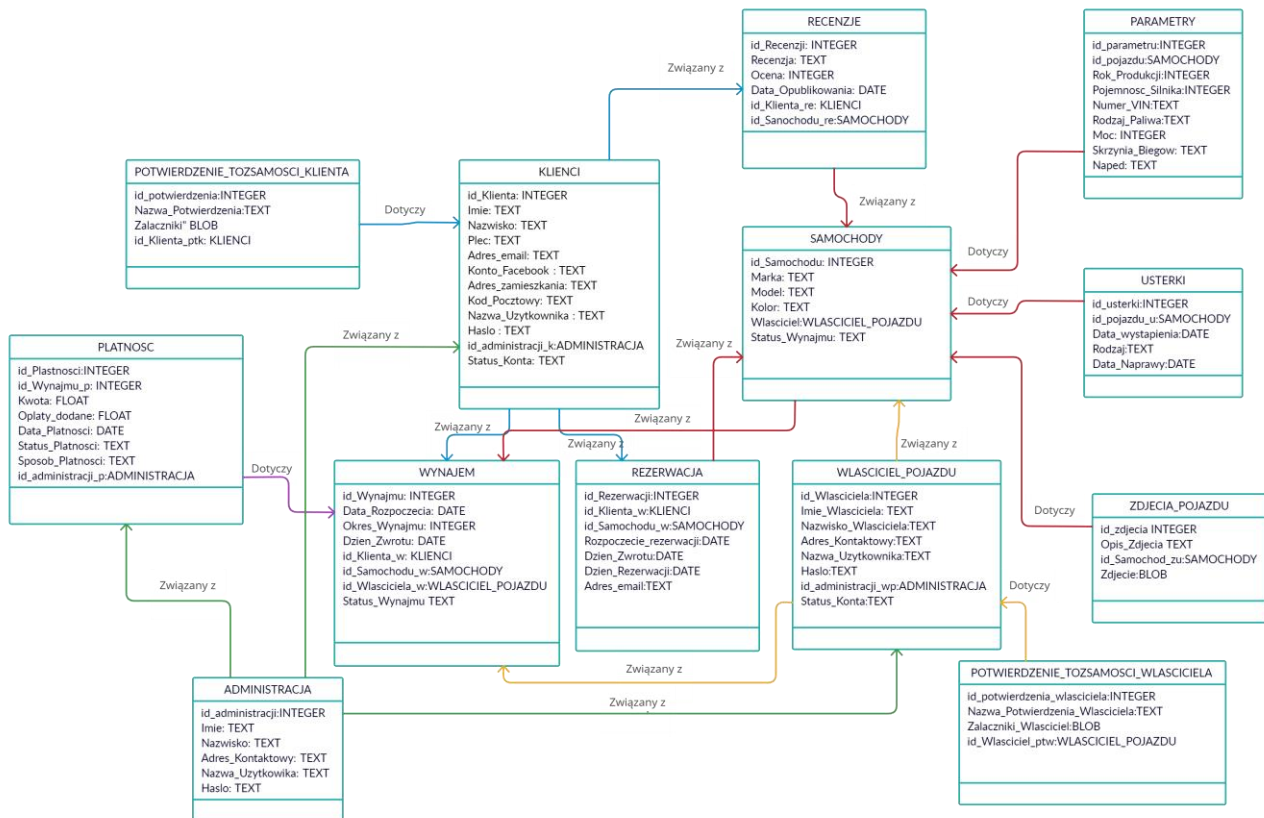 RECENZJE
id_Recenzji: INTEGER
Recenzja: TEXT
Ocena: INTEGER
Data_Opublikowania: DATE
id_Klienta_re: KLIENCI
id_Sanochodu_re:SAMOCHODY
PARAMETRY
id_parametru:INTEGER
id_pojazdu:SAMOCHODY
Rok_Produkcji:INTEGER
Pojemnosc_Silnika:INTEGER
Numer_VIN:TEXT
Rodzaj_Paliwa:TEXT
Moc: INTEGER
Skrzynia_Biegow: TEXT
Naped: TEXT
Związany z
POTWIERDZENIE_TOZSAMOSCI_KLIENTA
id_potwierdzenia:INTEGER
Nazwa_Potwierdzenia:TEXT
Zalaczniki" BLOB
id_Klienta_ptk: KLIENCI
Dotyczy
KLIENCI
id_Klienta: INTEGER
Imie: TEXT
Nazwisko: TEXT
Plec: TEXT
Adres_email: TEXT
Konto_Facebook : TEXT
Adres_zamieszkania: TEXT
Kod_Pocztowy: TEXT
Nazwa_Uzytkownika : TEXT
Haslo : TEXT
id_administracji_k:ADMINISTRACJA
Status_Konta: TEXT
Związany z
SAMOCHODY
id_Samochodu: INTEGER
Marka: TEXT
Model: TEXT
Kolor: TEXT
Wlasciciel:WLASCICIEL_POJAZDU
Status_Wynajmu: TEXT
Dotyczy
USTERKI
id_usterki:INTEGER
id_pojazdu_u:SAMOCHODY
Data_wystapienia:DATE
Rodzaj:TEXT
Data_Naprawy:DATE
Dotyczy
Związany z
PLATNOSC
id_Plastnosci:INTEGER
id_Wynajmu_p: INTEGER
Kwota: FLOAT
Oplaty_dodane: FLOAT
Data_Platnosci: DATE
Status_Platnosci: TEXT
Sposob_Platnosci: TEXT
id_administracji_p:ADMINISTRACJA
Związany z
Związany z
Związany z
Związany z
Dotyczy
WYNAJEM
id_Wynajmu: INTEGER
Data_Rozpoczecia: DATE
Okres_Wynajmu: INTEGER
Dzien_Zwrotu: DATE
id_Klienta_w: KLIENCI
id_Samochodu_w:SAMOCHODY
id_Wlasciciela_w:WLASCICIEL_POJAZDU
Status_Wynajmu TEXT
REZERWACJA
id_Rezerwacji:INTEGER
id_Klienta_w:KLIENCI
id_Samochodu_w:SAMOCHODY
Rozpoczecie_rezerwacji:DATE
Dzien_Zwrotu:DATE
Dzien_Rezerwacji:DATE
Adres_email:TEXT
WLASCICIEL_POJAZDU
id_Wlasciciela:INTEGER
Imie_Wlasciciela: TEXT
Nazwisko_Wlasciciela:TEXT
Adres_Kontaktowy:TEXT
Nazwa_Uzytkownika:TEXT
Haslo:TEXT
id_administracji_wp:ADMINISTRACJA
Status_Konta:TEXT
Dotyczy
ZDJECIA_POJAZDU
id_zdjecia INTEGER
Opis_Zdjecia TEXT
id_Samochod_zu:SAMOCHODY
Zdjecie:BLOB
Dotyczy
Związany z
Związany z
ADMINISTRACJA
id_administracji:INTEGER
Imie: TEXT
Nazwisko: TEXT
Adres_Kontaktowy: TEXT
Nazwa_Uzytkowika: TEXT
Haslo: TEXT
POTWIERDZENIE_TOZSAMOSCI_WLASCICIELA
id_potwierdzenia_wlasciciela:INTEGER
Nazwa_Potwierdzenia_Wlasciciela:TEXT
Zalaczniki_Wlasciciel:BLOB
id_Wlasciciel_ptw:WLASCICIEL_POJAZDU